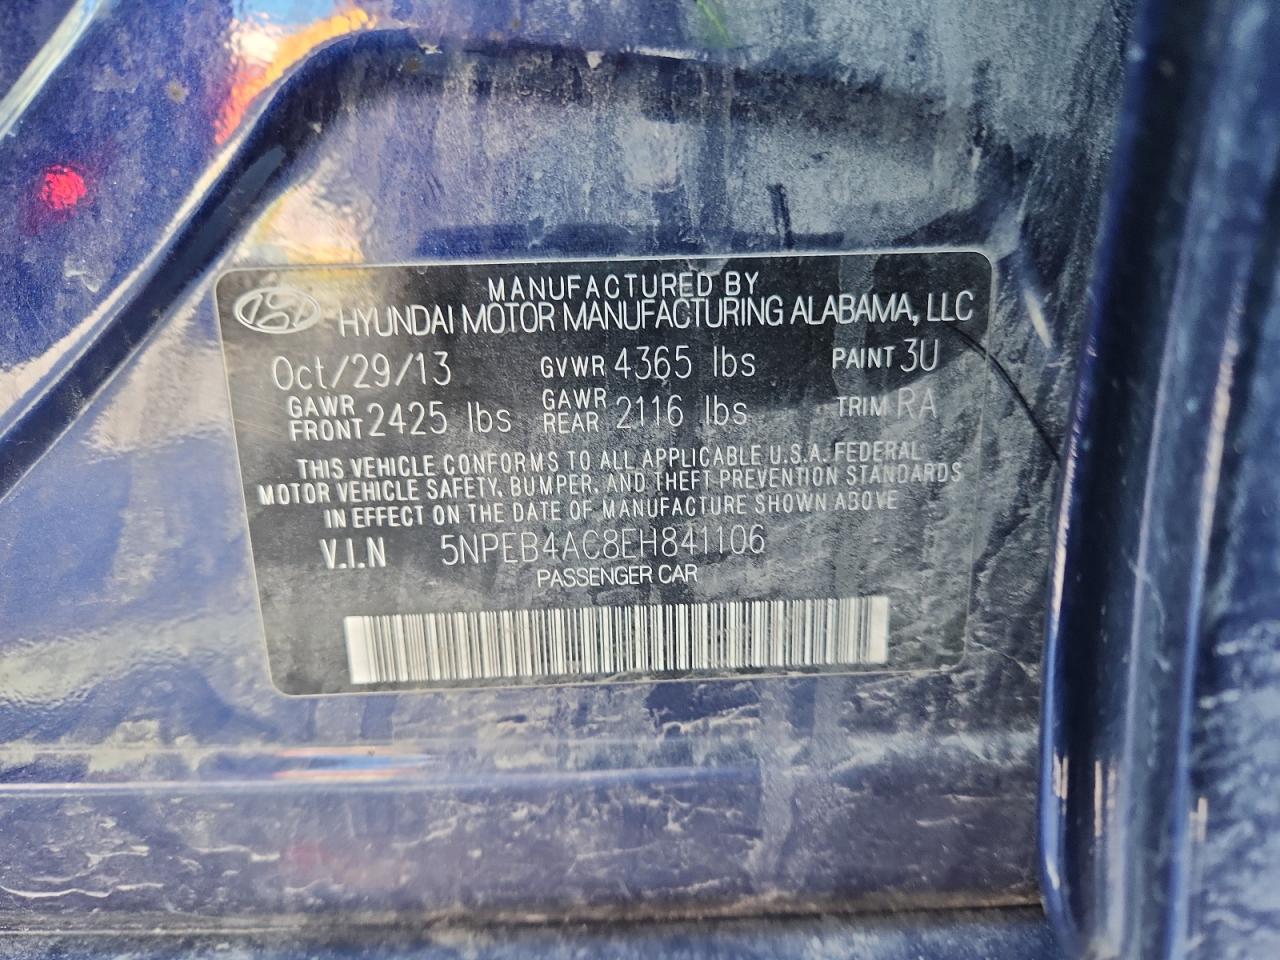 MANUFACTURED BY
HYUNDAI MOTOR MANUFACTURING ALABAMA, LLC
Oct/29/13 GVWR 4365 lbs PAINT 3U
GAWR FRONT 2425 lbs GAWR REAR 2116 lbs TRIM RA
THIS VEHICLE CONFORMS TO ALL APPLICABLE U.S.A. FEDERAL
MOTOR VEHICLE SAFETY, BUMPER, AND THEFT PREVENTION STANDARDS
IN EFFECT ON THE DATE OF MANUFACTURE SHOWN ABOVE
V.I.N 5NPEB4AC8EH841106
PASSENGER CAR